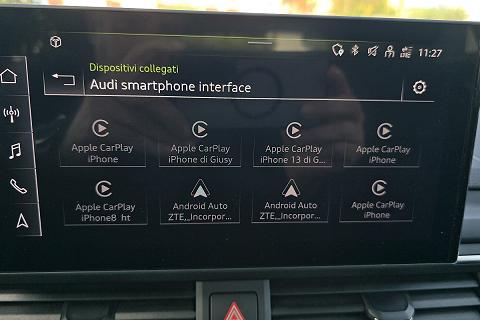 11:27
Dispositivi collegati
Audi smartphone interface
Apple CarPlay
iPhone
Apple CarPlay
iPhone di Giusy
Apple CarPlay
iPhone 13 di G...
Apple CarPlay
iPhone
Apple CarPlay
iPhone8 ht
Android Auto
ZTE,_Incorpor...
Android Auto
ZTE,_Incorpor...
Apple CarPlay
iPhone